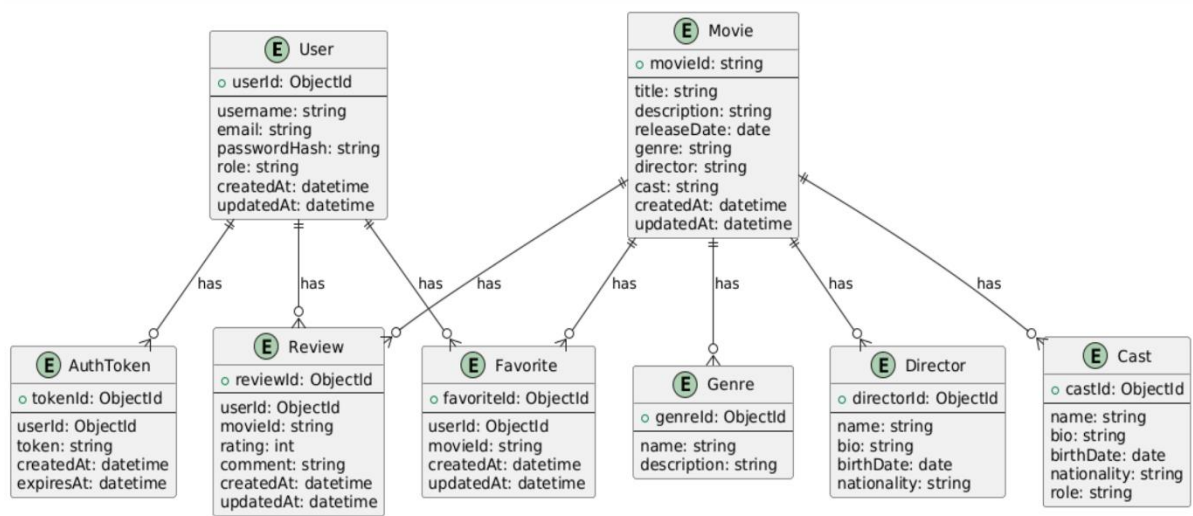 E User
userId: ObjectId
username: string
email: string
passwordHash: string
role: string
createdAt: datetime
updatedAt: datetime
E Movie
movieId: string
title: string
description: string
releaseDate: date
genre: string
director: string
cast: string
createdAt: datetime
updatedAt: datetime
has
has
has
has
has
has
has
has
E AuthToken
tokenId: ObjectId
userId: ObjectId
token: string
createdAt: datetime
expiresAt: datetime
E Review
reviewId: ObjectId
userId: ObjectId
movieId: string
rating: int
comment: string
createdAt: datetime
updatedAt: datetime
E Favorite
favoriteId: ObjectId
userId: ObjectId
movieId: string
createdAt: datetime
updatedAt: datetime
E Genre
genreId: ObjectId
name: string
description: string
E Director
directorId: ObjectId
name: string
bio: string
birthDate: date
nationality: string
E Cast
castId: ObjectId
name: string
bio: string
birthDate: date
nationality: string
role: string